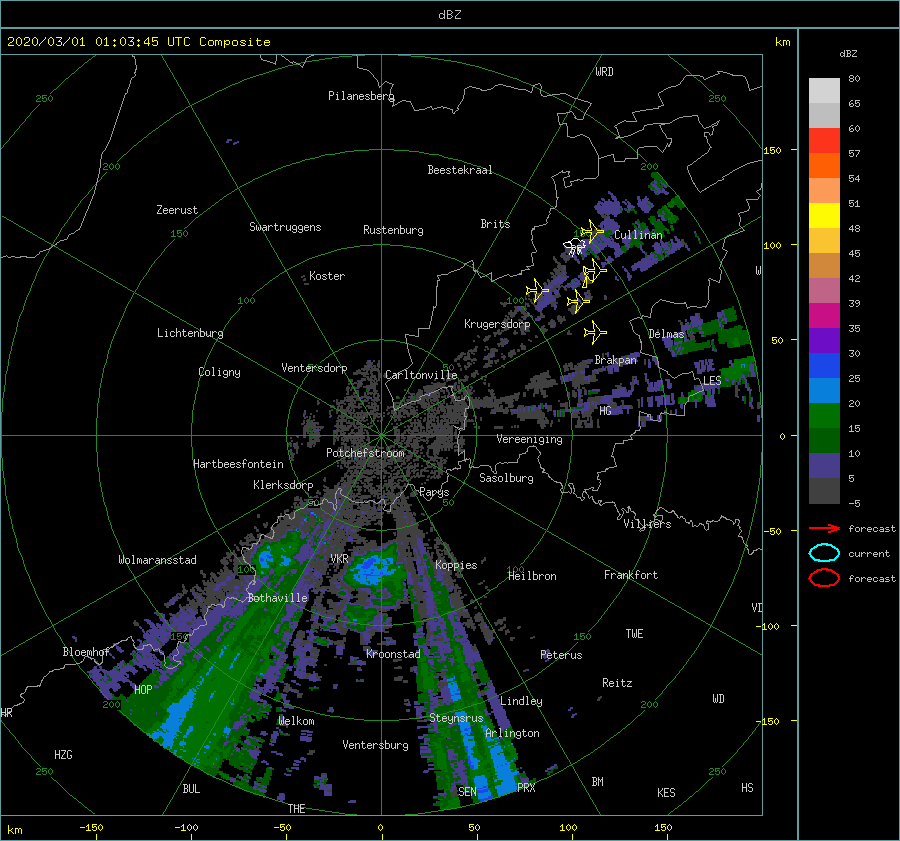 dBZ
2020/03/01 01:03:45 UTC Composite
km
dBZ
WRD
250
Pilanesberg
250
80
65
60
57
54
51
48
45
42
39
35
30
25
20
15
10
5
-5
forecast
current
forecast
150
200
Beestekraal
200
Zeerust
150
Swartruggens
Rustenburg
Brits
Cullinan
100
Koster
100
100
Krugersdorp
Delmas
50
Lichtenburg
Brakpan
Coligny
Ventersdorp
Carltonville
50
LES
HG
0
Vereeniging
Potchefstroom
Hartbeesfontein
Klerksdorp
Sasolburg
Parys
50
50
Villiers
-50
Wolmaransstad
VKR
Koppies
100
100
Heilbron
Frankfort
Bothaville
VD
-100
150
150
TWE
Bloemhof
Kroonstad
Peterus
HOP
Reitz
WD
200
200
HR
Lindley
Welkom
Steynsrus
-150
Arlington
HZG
Ventersburg
250
250
BUL
SEN
PRX
BM
KES
HS
THE
km
-150
-100
-50
0
50
100
150